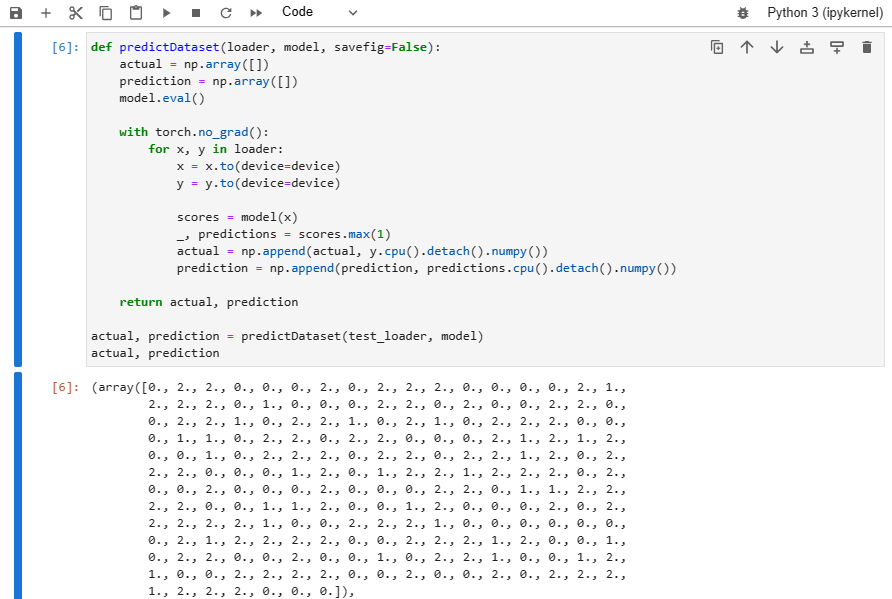 Code
Python 3 (ipykernel)
[6]: def predictDataset(loader, model, savefig=False):
    actual = np.array([])
    prediction = np.array([])
    model.eval()
    with torch.no_grad():
        for x, y in loader:
            x = x.to(device=device)
            y = y.to(device=device)
            scores = model(x)
            _, predictions = scores.max(1)
            actual = np.append(actual, y.cpu().detach().numpy())
            prediction = np.append(prediction, predictions.cpu().detach().numpy())
    return actual, prediction
actual, prediction = predictDataset(test_loader, model)
actual, prediction
[6]: (array([0., 2., 2., 0., 0., 0., 2., 0., 2., 2., 2., 0., 0., 0., 0., 2., 1.,
2., 2., 2., 0., 1., 0., 0., 0., 2., 2., 0., 2., 0., 0., 2., 2., 0.,
0., 2., 2., 1., 0., 2., 2., 1., 0., 2., 1., 0., 2., 2., 2., 0., 0.,
0., 1., 1., 0., 2., 2., 0., 2., 2., 0., 0., 0., 2., 1., 2., 1., 2.,
0., 0., 1., 0., 2., 2., 2., 0., 2., 2., 0., 2., 2., 1., 2., 0., 2.,
2., 2., 0., 0., 0., 1., 2., 0., 1., 2., 2., 1., 2., 2., 2., 0., 2.,
0., 0., 2., 0., 0., 0., 2., 0., 0., 0., 2., 2., 0., 1., 1., 2., 2.,
2., 2., 0., 0., 1., 1., 2., 0., 0., 1., 2., 0., 0., 0., 2., 0., 2.,
2., 2., 2., 2., 1., 0., 0., 2., 2., 2., 1., 0., 0., 0., 0., 0., 0.,
0., 2., 1., 2., 2., 2., 2., 0., 0., 2., 2., 2., 1., 2., 0., 0., 1.,
0., 2., 2., 0., 0., 2., 0., 0., 1., 0., 2., 2., 1., 0., 0., 1., 2.,
1., 0., 0., 2., 2., 2., 2., 0., 0., 2., 0., 0., 2., 0., 2., 2., 2.,
1., 2., 2., 2., 0., 0., 0.]),